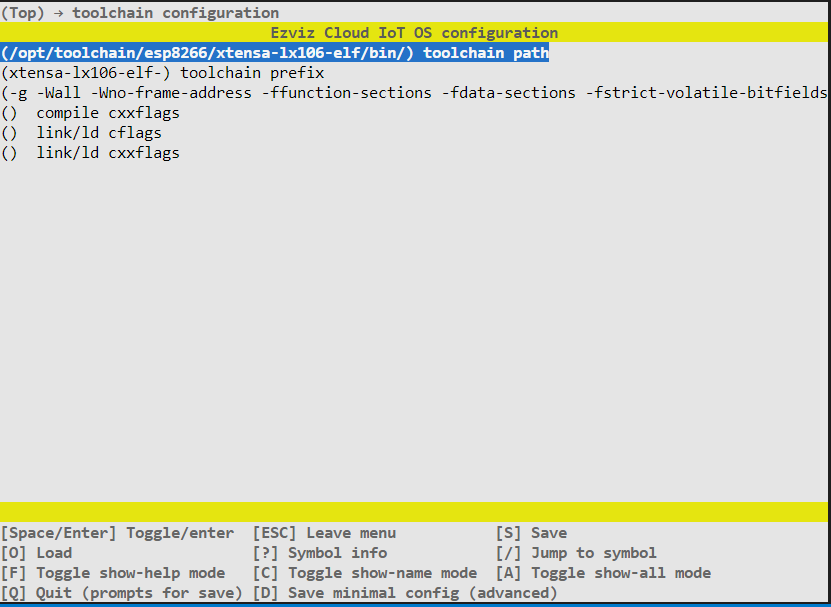 (Top) → toolchain configuration
Ezviz Cloud IoT OS configuration
(/opt/toolchain/esp8266/xtensa-lx106-elf/bin/) toolchain path
(xtensa-lx106-elf-) toolchain prefix
(-g -Wall -Wno-frame-address -ffunction-sections -fdata-sections -fstrict-volatile-bitfields
() compile cxxflags
() link/ld cflags
() link/ld cxxflags
[Space/Enter] Toggle/enter [ESC] Leave menu [S] Save
[O] Load [?] Symbol info [/] Jump to symbol
[F] Toggle show-help mode [C] Toggle show-name mode [A] Toggle show-all mode
[Q] Quit (prompts for save) [D] Save minimal config (advanced)